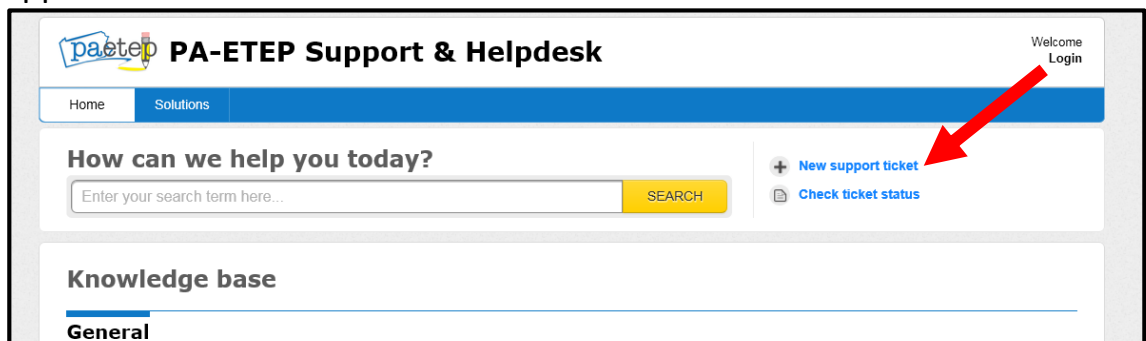 paetep PA-ETEP Support & Helpdesk
Welcome
Login
Home Solutions
How can we help you today?
Enter your search term here... SEARCH
New support ticket
Check ticket status
Knowledge base
General